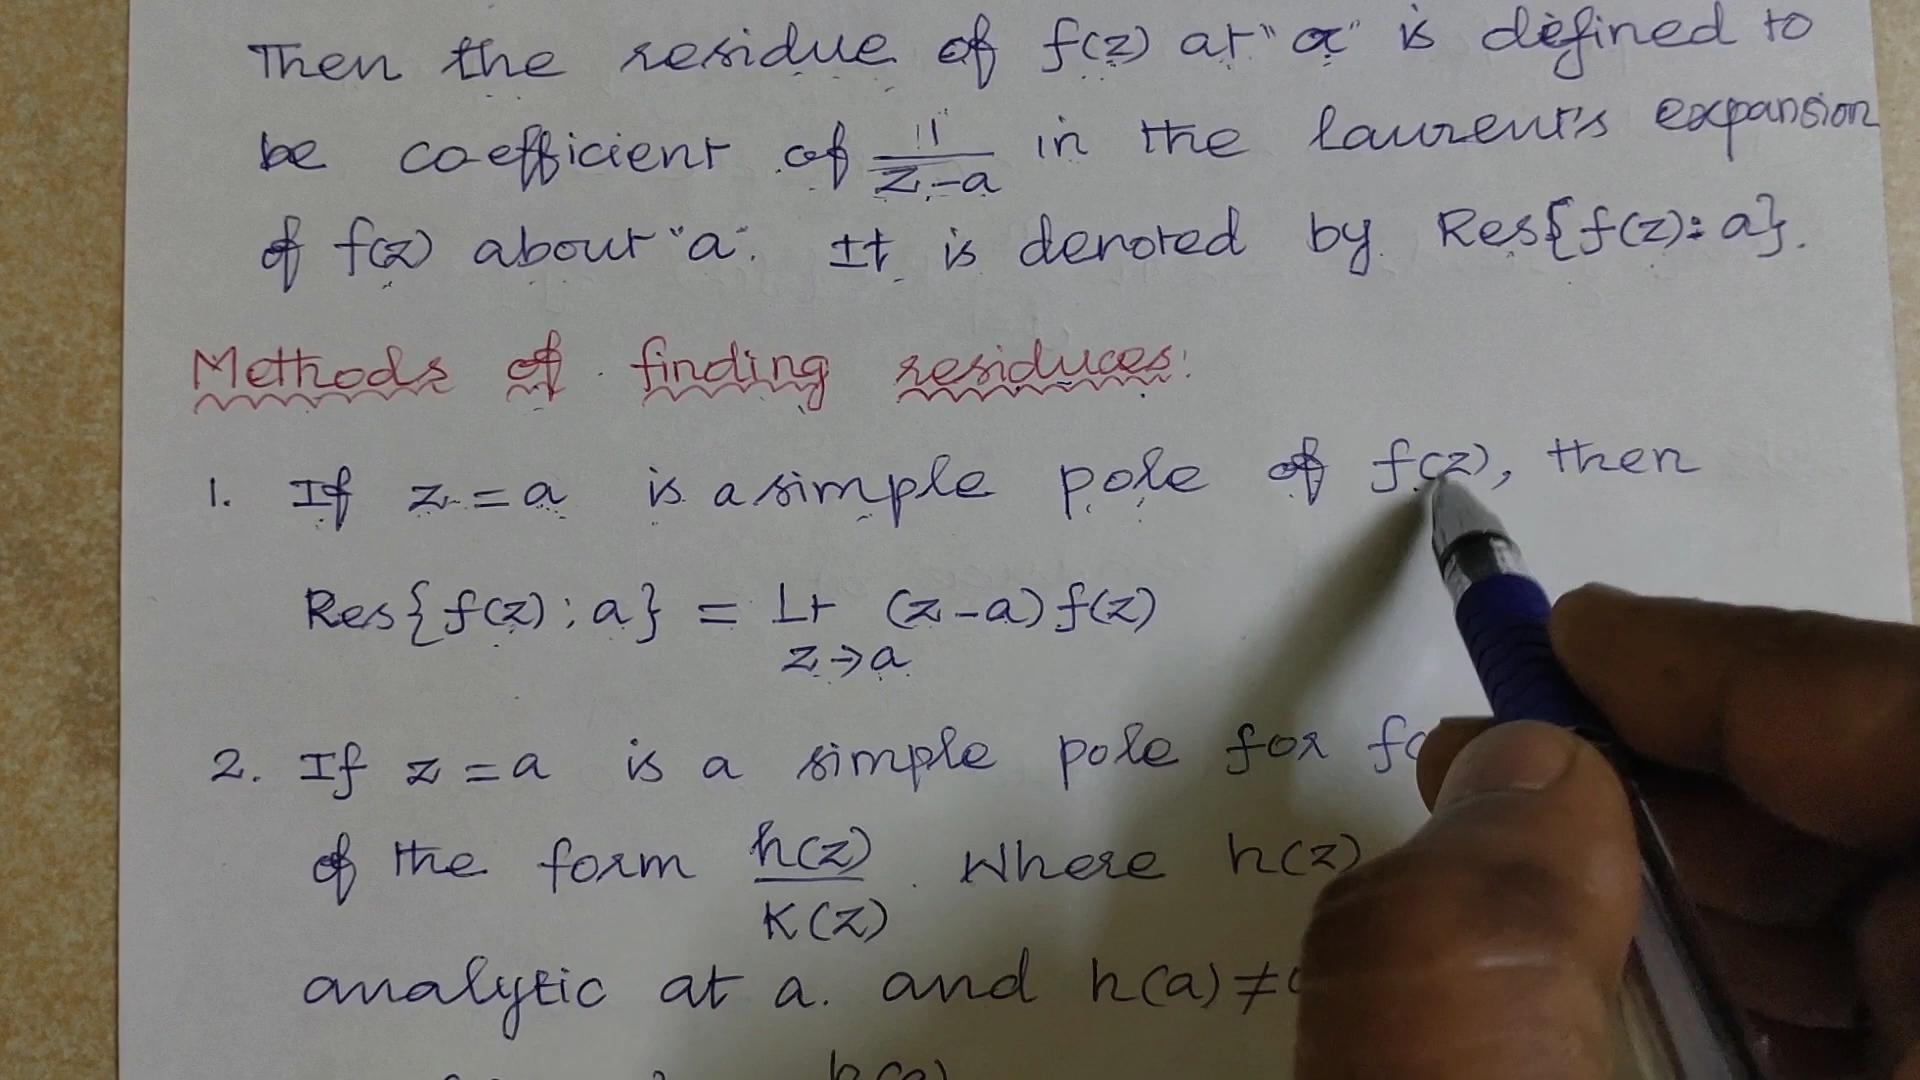 Then the residue of f(z) at "a" is defined to
be coefficient of 1/(z-a) in the laurent's expansion
of f(z) about "a". It is denoted by Res{f(z): a}.
Methods of finding residues:
1. If z = a is a simple pole of f(z), then
Res{f(z); a} = Lt z→a (z-a) f(z)
2. If z = a is a simple pole for
of the form h(z)/K(z). Where h(z)
analytic at a. and h(a) ≠
h(a)